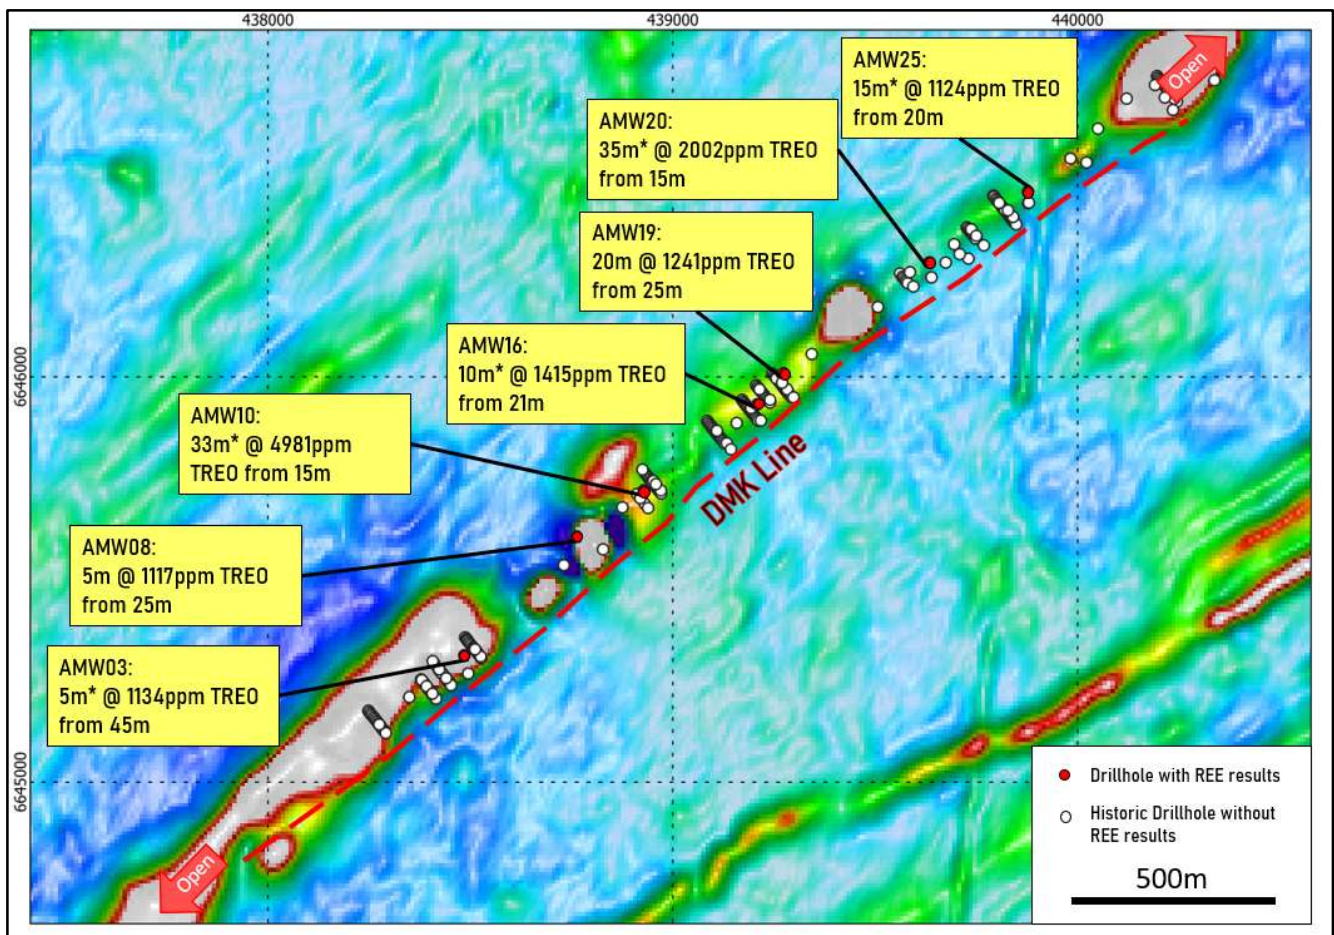 438000
439000
440000
Open
AMW25:
15m* @ 1124ppm TREO
from 20m
AMW20:
35m* @ 2002ppm TREO
from 15m
AMW19:
20m @ 1241ppm TREO
from 25m
6646000
AMW16:
10m* @ 1415ppm TREO
from 21m
AMW10:
33m* @ 4981ppm
TREO from 15m
DMK Line
AMW08:
5m @ 1117ppm TREO
from 25m
AMW03:
5m* @ 1134ppm TREO
from 45m
6645000
Open
Drillhole with REE results
Historic Drillhole without
REE results
500m